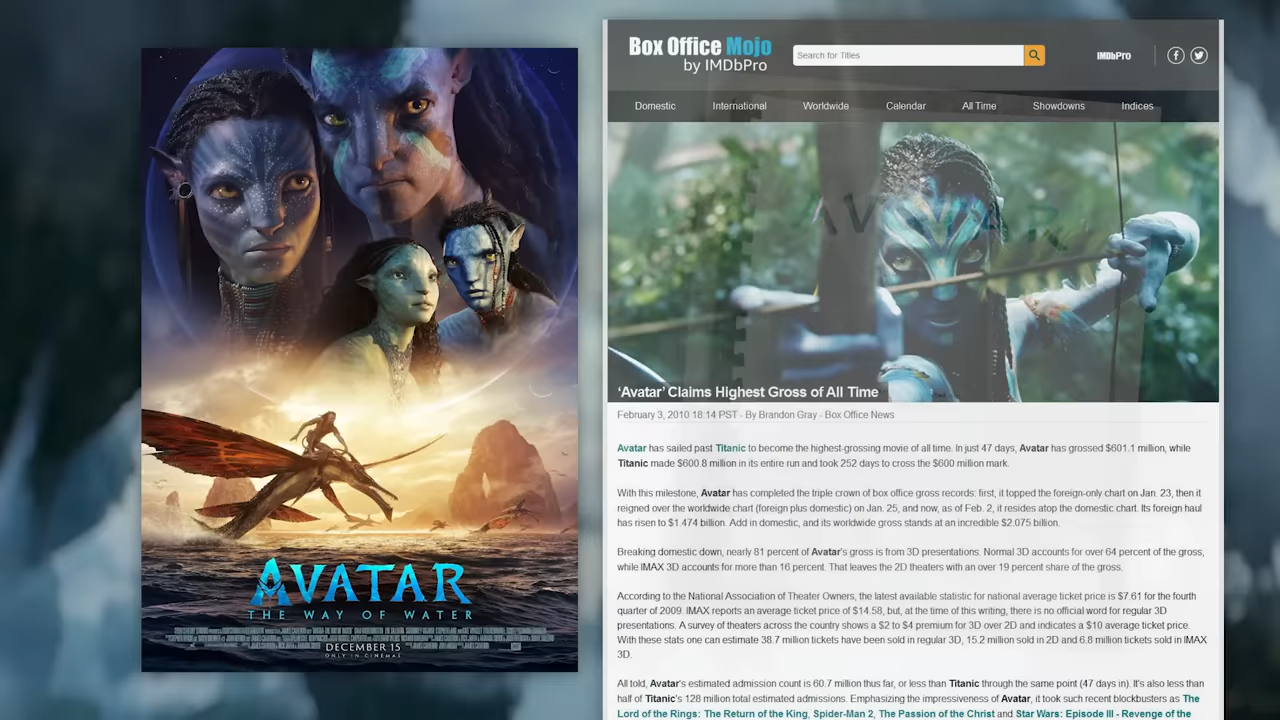 AVATAR
THE WAY OF WATER
DECEMBER 15
ONLY IN CINEMAS
Box Office Mojo
by IMDbPro
Search for Titles
IMDbPro
Domestic
International
Worldwide
Calendar
All Time
Showdowns
Indices
AVATAR
‘Avatar’ Claims Highest Gross of All Time
February 3, 2010 18:14 PST - By Brandon Gray - Box Office News
Avatar has sailed past Titanic to become the highest-grossing movie of all time. In just 47 days, Avatar has grossed $601.1 million, while
Titanic made $600.8 million in its entire run and took 252 days to cross the $600 million mark.
With this milestone, Avatar has completed the triple crown of box office gross records: first, it topped the foreign-only chart on Jan. 23, then it
reigned over the worldwide chart (foreign plus domestic) on Jan. 25, and now, as of Feb. 2, it resides atop the domestic chart. Its foreign haul
has risen to $1.474 billion. Add in domestic, and its worldwide gross stands at an incredible $2.075 billion.
Breaking domestic down, nearly 81 percent of Avatar's gross is from 3D presentations. Normal 3D accounts for over 64 percent of the gross,
while IMAX 3D accounts for more than 16 percent. That leaves the 2D theaters with an over 19 percent share of the gross.
According to the National Association of Theater Owners, the latest available statistic for national average ticket price is $7.61 for the fourth
quarter of 2009. IMAX reports an average ticket price of $14.58, but, at the time of this writing, there is no official word for regular 3D
presentations. A survey of theaters across the country shows a $2 to $4 premium for 3D over 2D and indicates a $10 average ticket price.
With these stats one can estimate 38.7 million tickets have been sold in regular 3D, 15.2 million sold in 2D and 6.8 million tickets sold in IMAX
3D.
All told, Avatar's estimated admission count is 60.7 million thus far, or less than Titanic through the same point (47 days in). It's also less than
half of Titanic's 128 million total estimated admissions. Emphasizing the impressiveness of Avatar, it took such recent blockbusters as The
Lord of the Rings: The Return of the King, Spider-Man 2, The Passion of the Christ and Star Wars: Episode III - Revenge of the